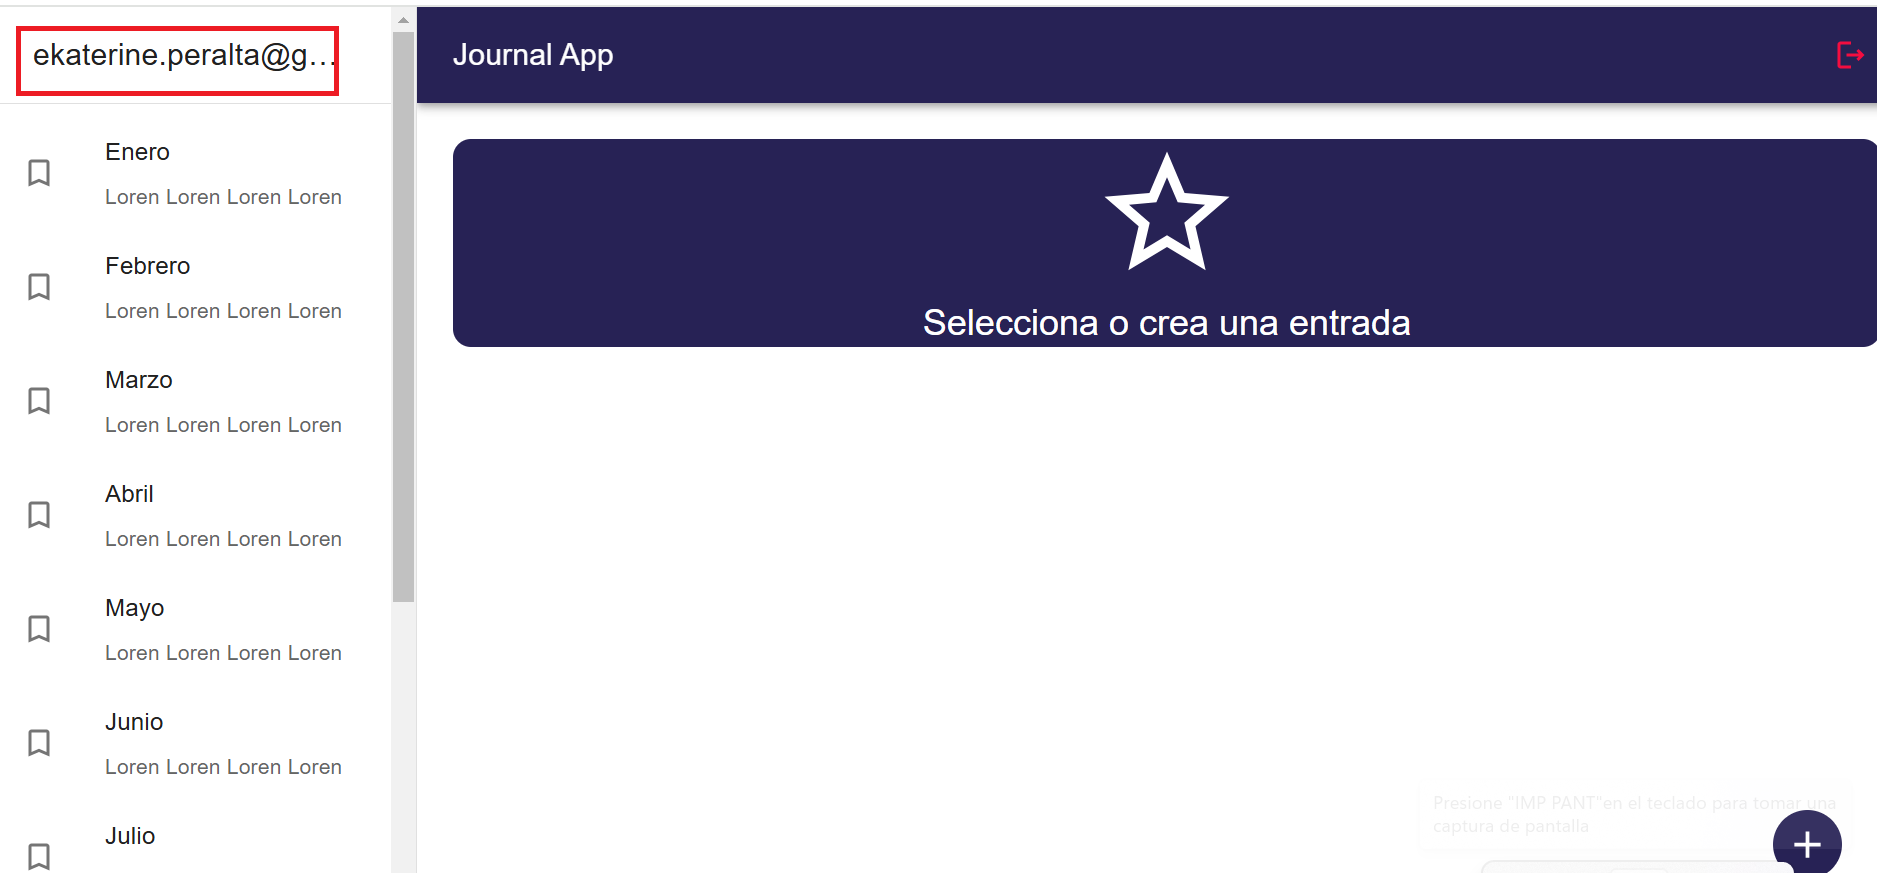 ekaterine.peralta@g...
Journal App
Enero
Loren Loren Loren Loren
Febrero
Loren Loren Loren Loren
Marzo
Loren Loren Loren Loren
Abril
Loren Loren Loren Loren
Mayo
Loren Loren Loren Loren
Junio
Loren Loren Loren Loren
Julio
Selecciona o crea una entrada
Presione "IMP PANT"en el teclado para tomar una
captura de pantalla